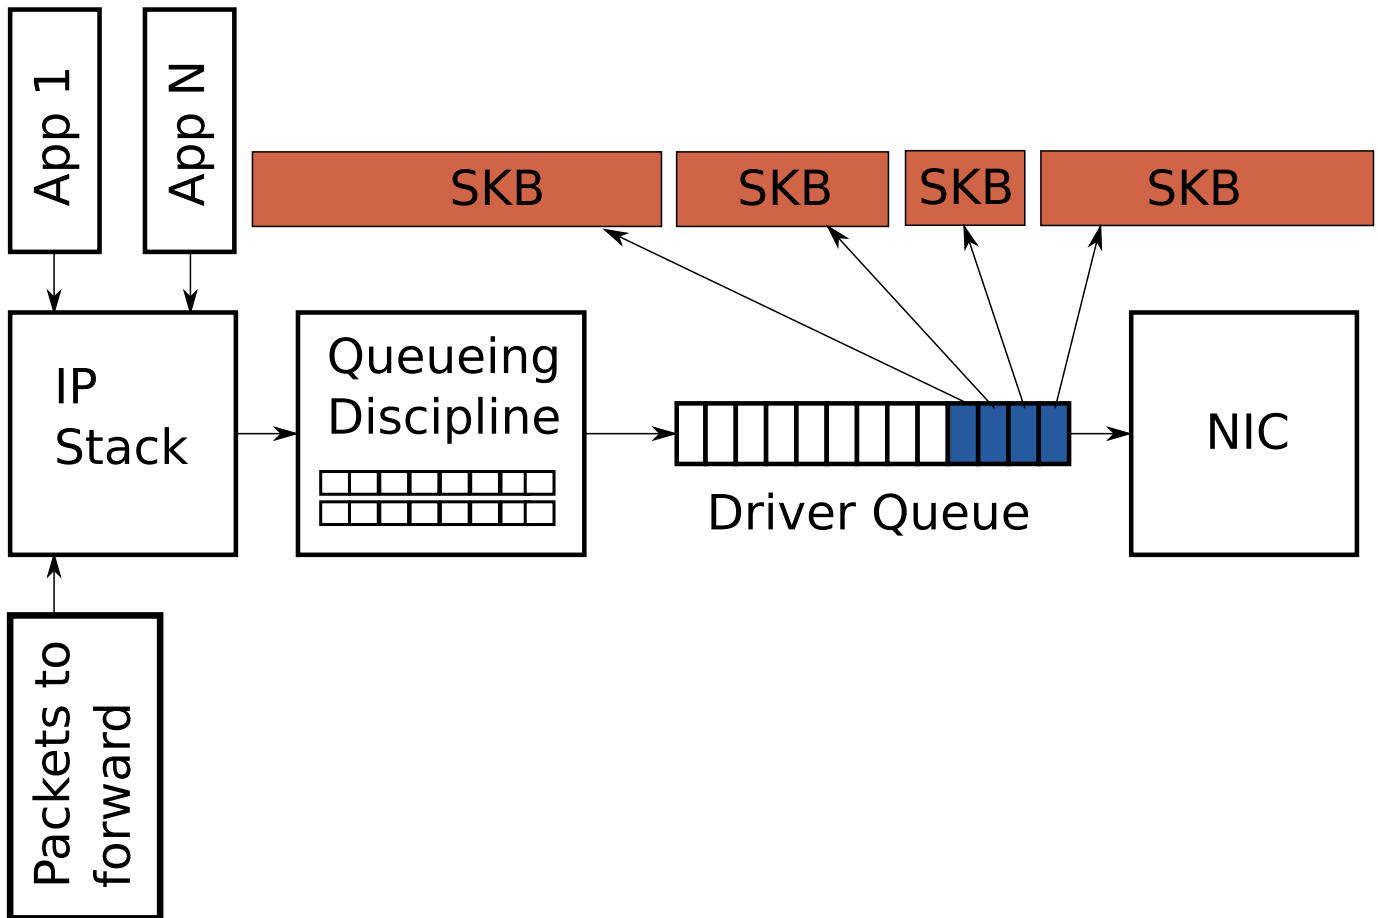 App 1
App N
SKB
SKB
SKB
SKB
IP
Stack
Queueing
Discipline
Driver Queue
NIC
Packets to
forward